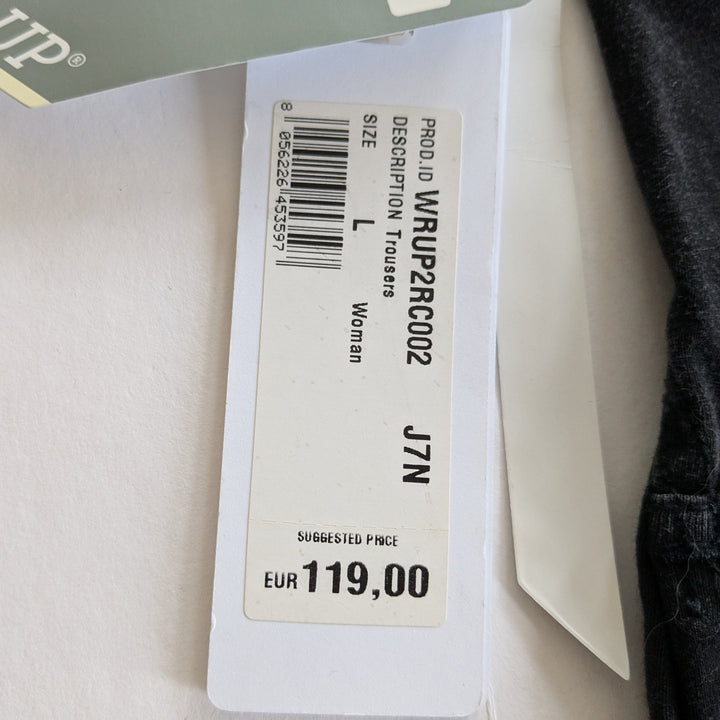 UP®
PROD.ID WRUP2RC002 J7N
DESCRIPTION Trousers
SIZE L Woman
8 056226 453597
SUGGESTED PRICE
EUR 119,00